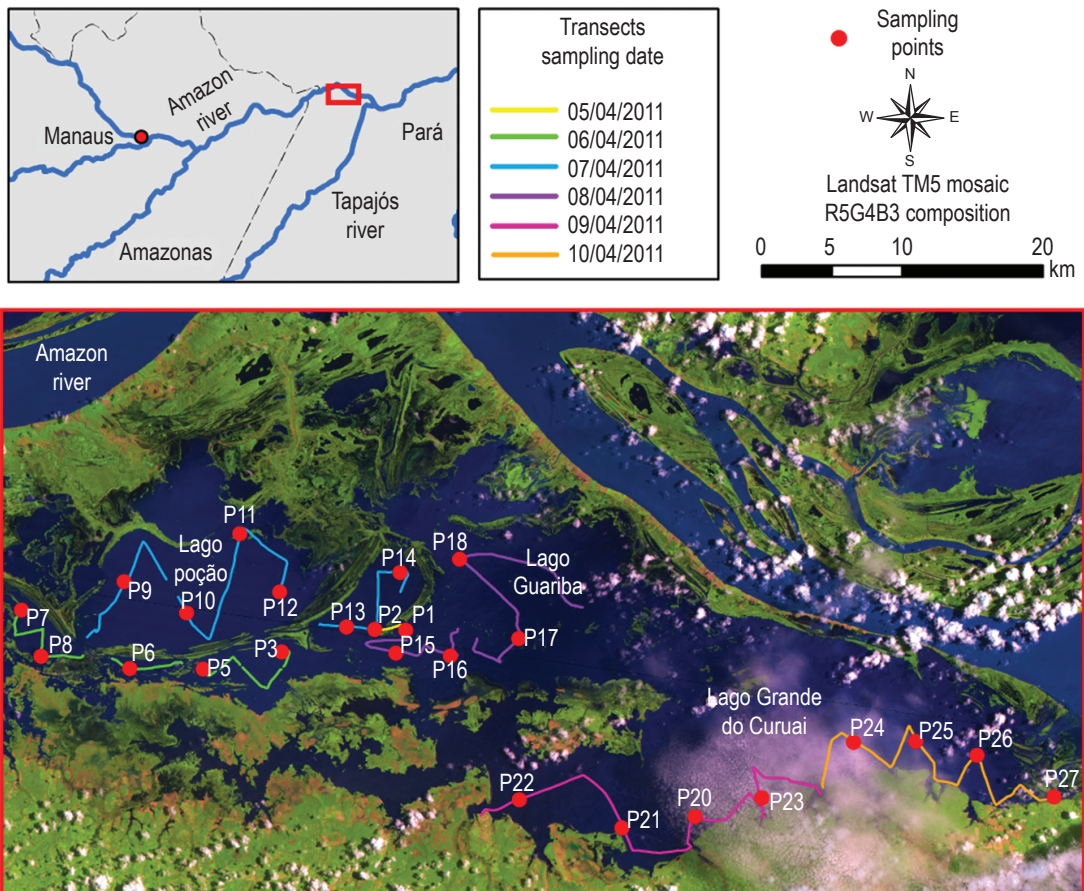 Amazon
river
Manaus
Pará
Tapajós
river
Amazonas
Transects
sampling date
05/04/2011
06/04/2011
07/04/2011
08/04/2011
09/04/2011
10/04/2011
Sampling
points
N
W
E
S
Landsat TM5 mosaic
R5G4B3 composition
0
5
10
20
km
Amazon
river
P11
P18
Lago
poção
P14
Lago
Guariba
P9
P12
P10
P7
P13
P2
P1
P8
P15
P17
P6
P5
P3
P16
Lago Grande
do Curuai
P24
P25
P26
P22
P27
P20
P23
P21